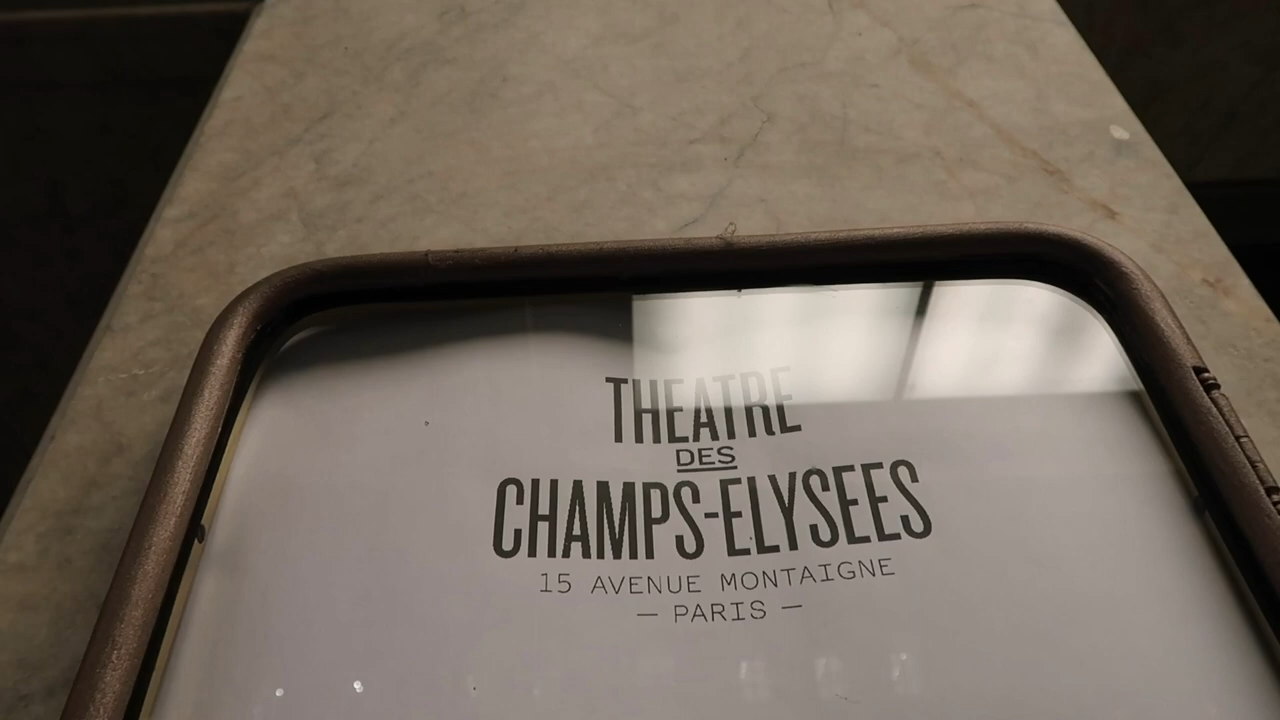 THEATRE
DES
CHAMPS-ELYSEES
15 AVENUE MONTAIGNE
— PARIS —